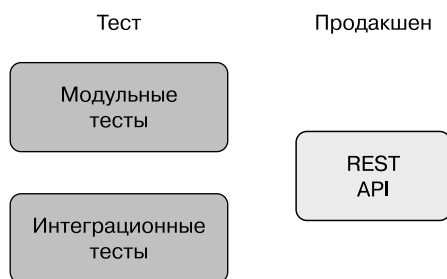 Тест
Продакшен
Модульные
тесты
REST
API
Интеграционные
тесты